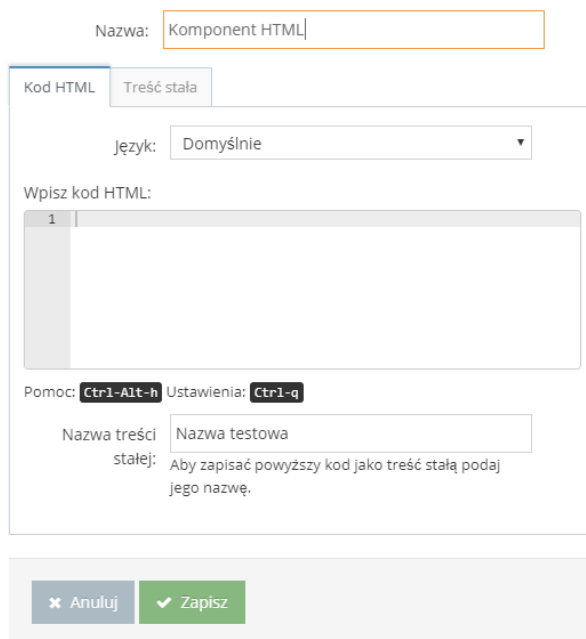 Nazwa: Komponent HTML
Kod HTML Treść stała
Język: Domyślnie
Wpisz kod HTML:
1
Pomoc: Ctrl-Alt-h Ustawienia: Ctrl-q
Nazwa treści stałej: Nazwa testowa
Aby zapisać powyższy kod jako treść stałą podaj
jego nazwę.
Anuluj Zapisz